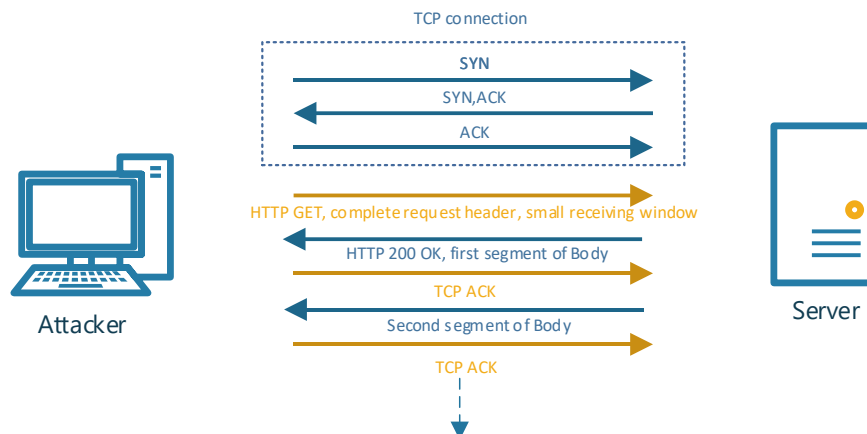 TCP connection
SYN
SYN,ACK
ACK
HTTP GET, complete request header, small receiving window
HTTP 200 OK, first segment of Body
TCP ACK
Second segment of Body
TCP ACK
Attacker
Server